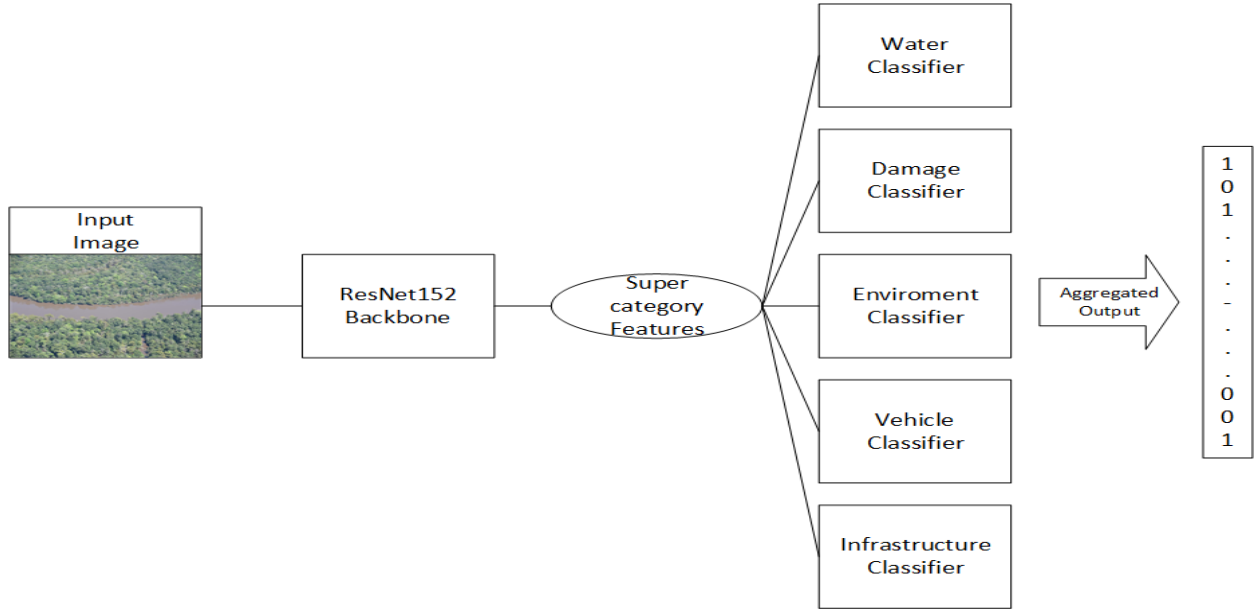 Input
Image
ResNet152
Backbone
Super
category
Features
Water
Classifier
Damage
Classifier
Enviroment
Classifier
Vehicle
Classifier
Infrastructure
Classifier
Aggregated
Output
1
0
1
.
.
.
-
.
.
.
0
0
1